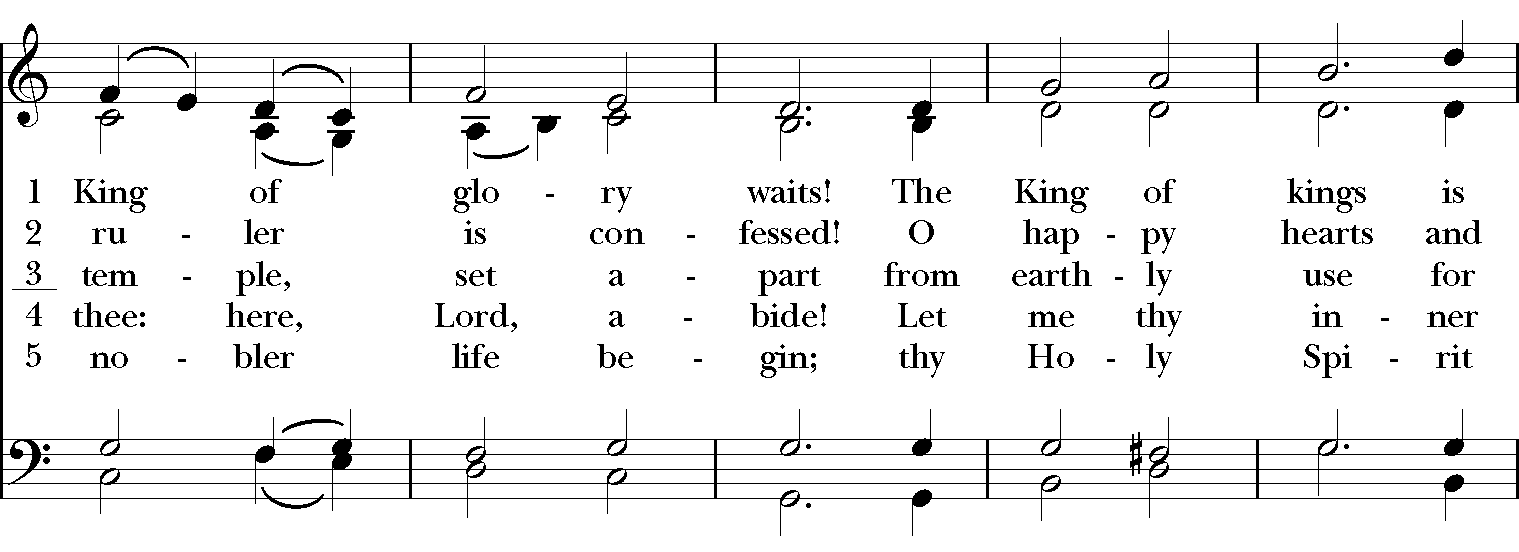 1 King of glo - ry waits! The King of kings is
2 ru - ler is con - fessed! O hap - py hearts and
3 tem - ple, set a - part from earth - ly use for
4 thee: here, Lord, a - bide! Let me thy in - ner
5 no - bler life be - gin; thy Ho - ly Spi - rit